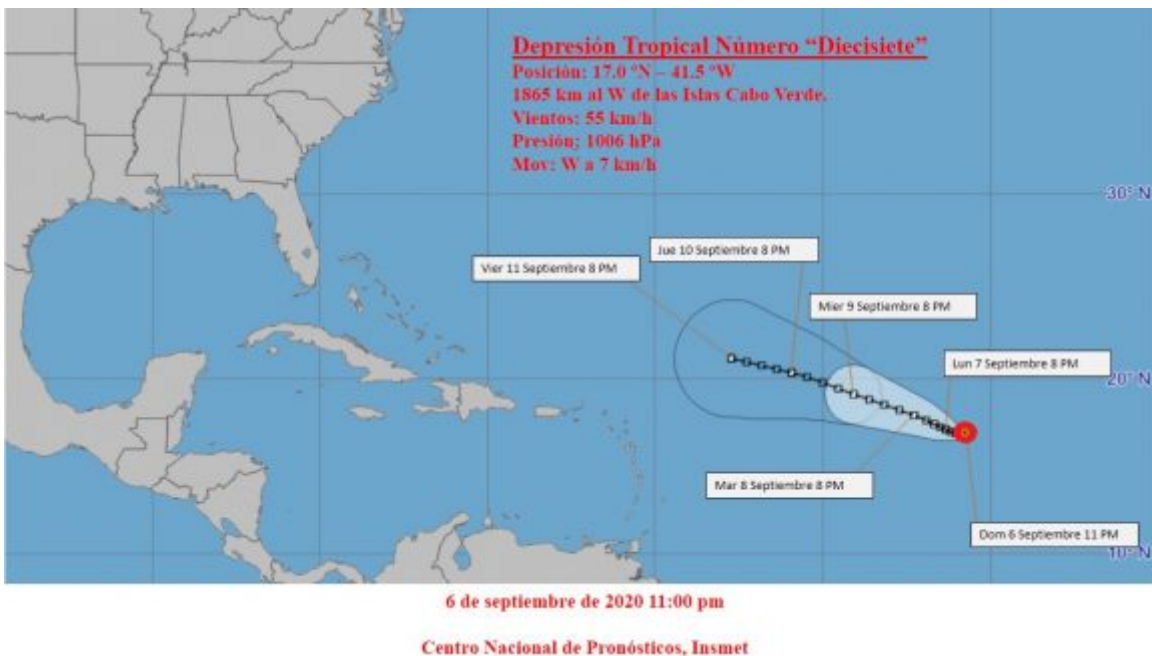 Depresión Tropical Número “Diecisiete”
Posición: 17.0 °N – 41.5 °W
1865 km al W de las Islas Cabo Verde.
Vientos: 55 km/h
Presión; 1006 hPa
Mov: W a 7 km/h
30° N
Jue 10 Septiembre 8 PM
Vier 11 Septiembre 8 PM
Mier 9 Septiembre 8 PM
Lun 7 Septiembre 8 PM
20° N
Mar 8 Septiembre 8 PM
Dom 6 Septiembre 11 PM
10° N
6 de septiembre de 2020 11:00 pm
Centro Nacional de Pronósticos, Insmet